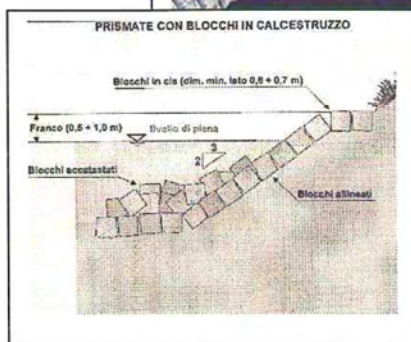 PRISMATE CON BLOCCHI IN CALCESTRUZZO
Blocchi in cls (dim. min. lato 0,6 + 0,7 m)
Franco (0,5 + 1,0 m)
livello di piena
3
2
Blocchi accatastati
Blocchi allineati